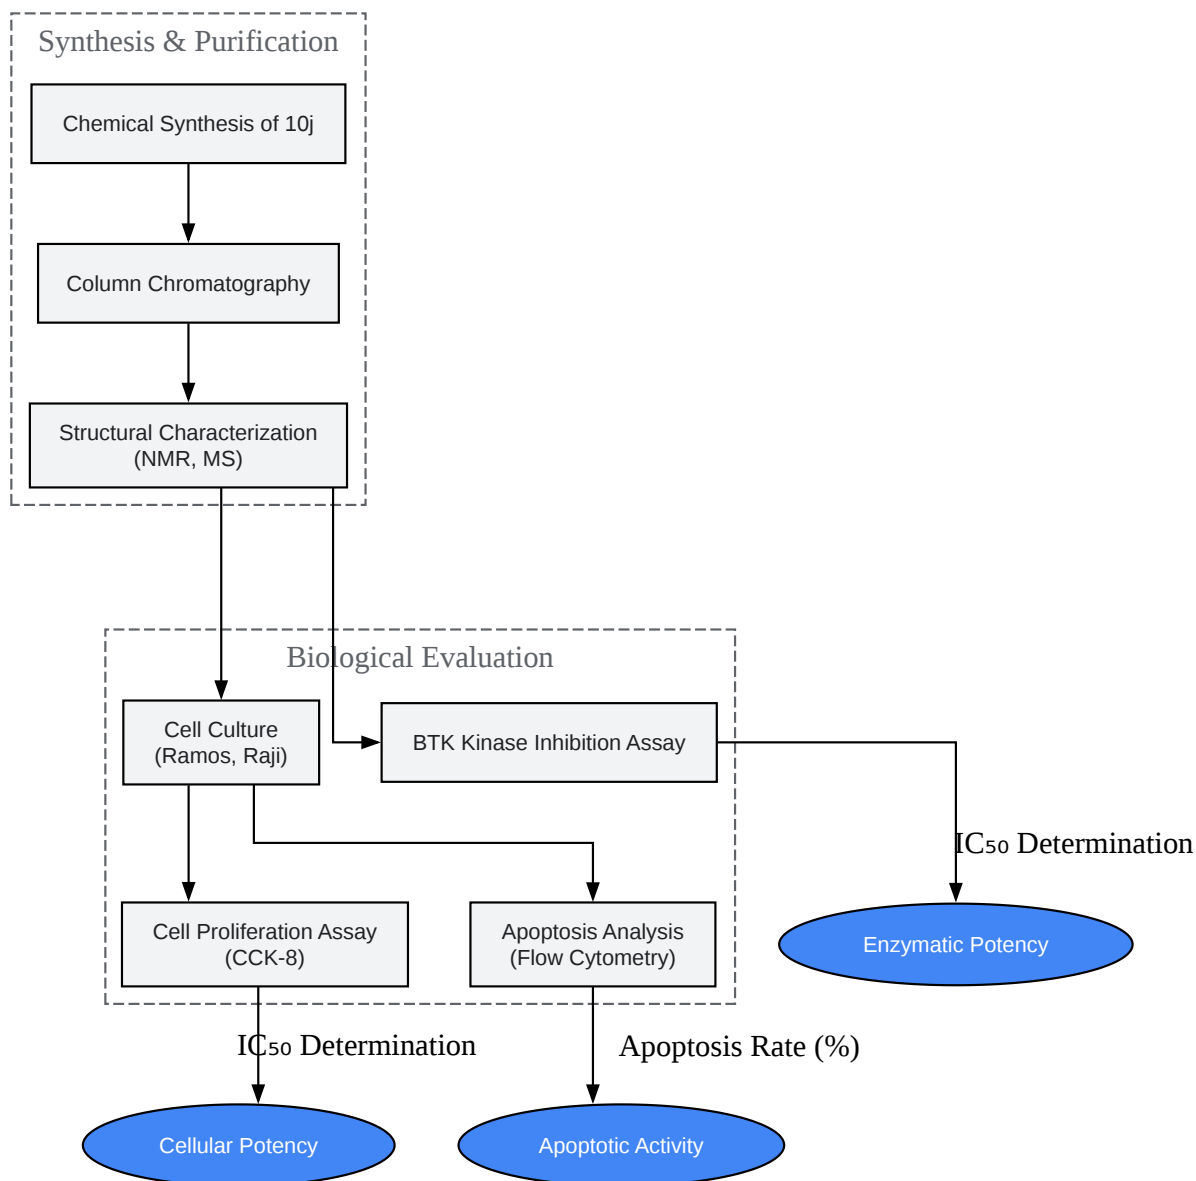 Synthesis & Purification
Chemical Synthesis of 10j
Column Chromatography
Structural Characterization
(NMR, MS)
Biological Evaluation
Cell Culture
(Ramos, Raji)
BTK Kinase Inhibition Assay
IC₅₀ Determination
Cell Proliferation Assay
(CCK-8)
Apoptosis Analysis
(Flow Cytometry)
Enzymatic Potency
IC₅₀ Determination
Apoptosis Rate (%)
Cellular Potency
Apoptotic Activity